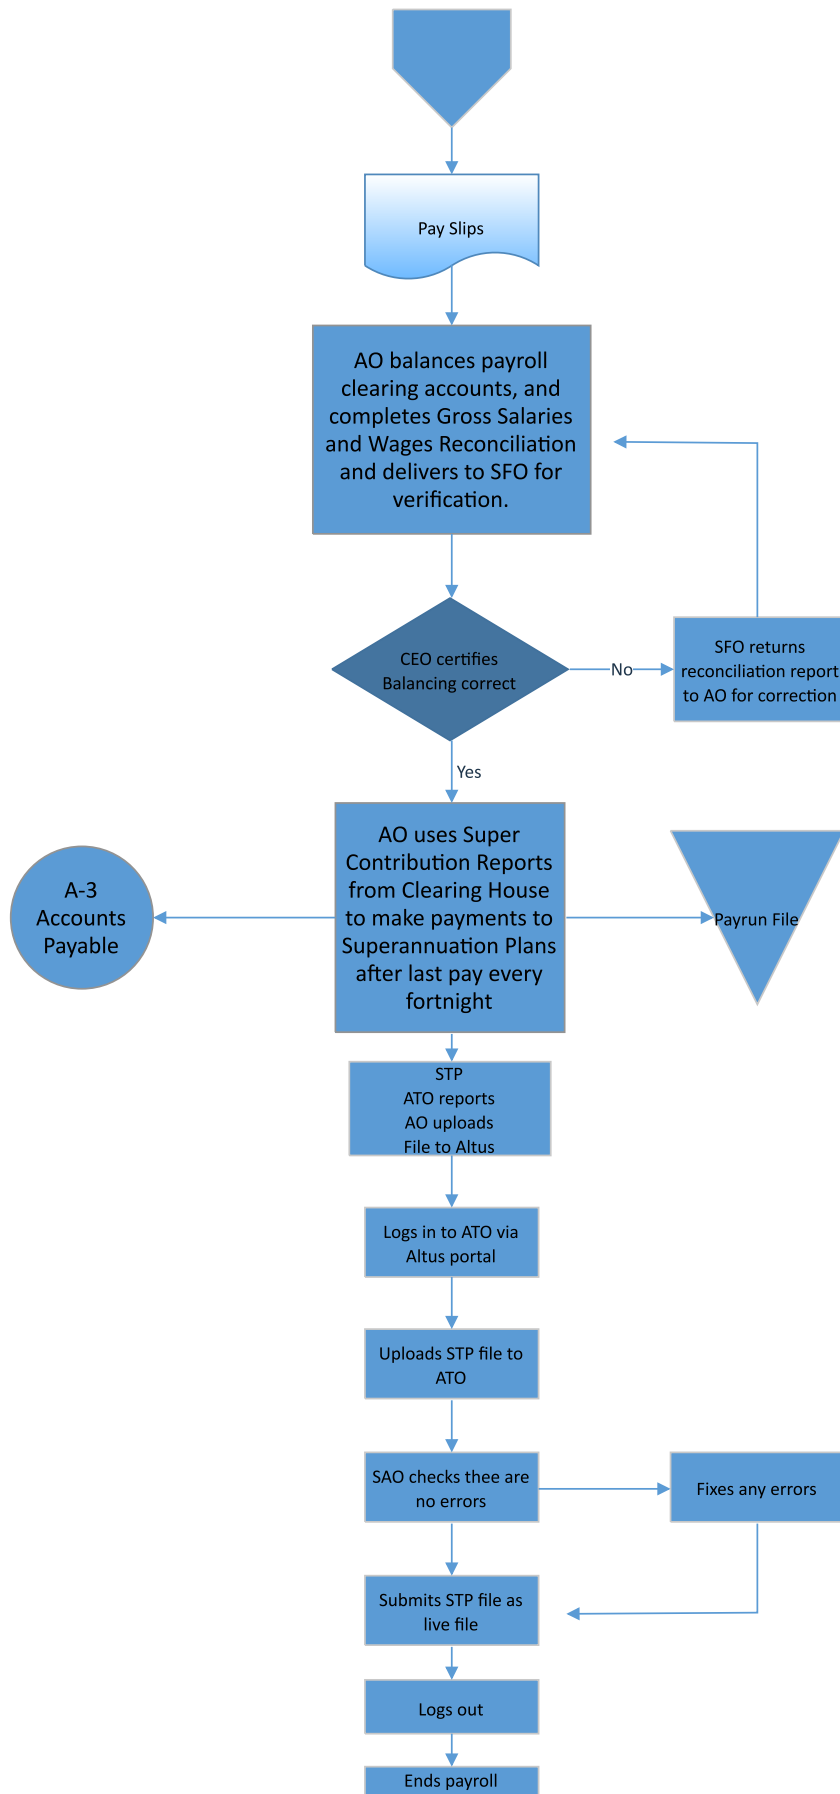 Pay Slips
AO balances payroll
clearing accounts, and
completes Gross Salaries
and Wages Reconciliation
and delivers to SFO for
verification.
CEO certifies
Balancing correct
No
SFO returns
reconciliation report
to AO for correction
Yes
A-3
Accounts
Payable
AO uses Super
Contribution Reports
from Clearing House
to make payments to
Superannuation Plans
after last pay every
fortnight
Payrun File
STP
ATO reports
AO uploads
File to Altus
Logs in to ATO via
Altus portal
Uploads STP file to
ATO
SAO checks thee are
no errors
Fixes any errors
Submits STP file as
live file
Logs out
Ends payroll